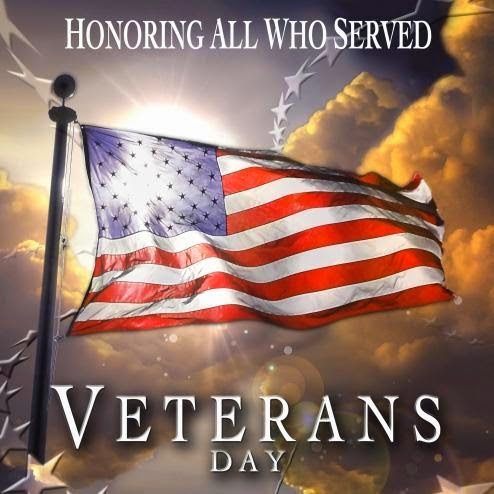 HONORING ALL WHO SERVED
VETERANS
DAY